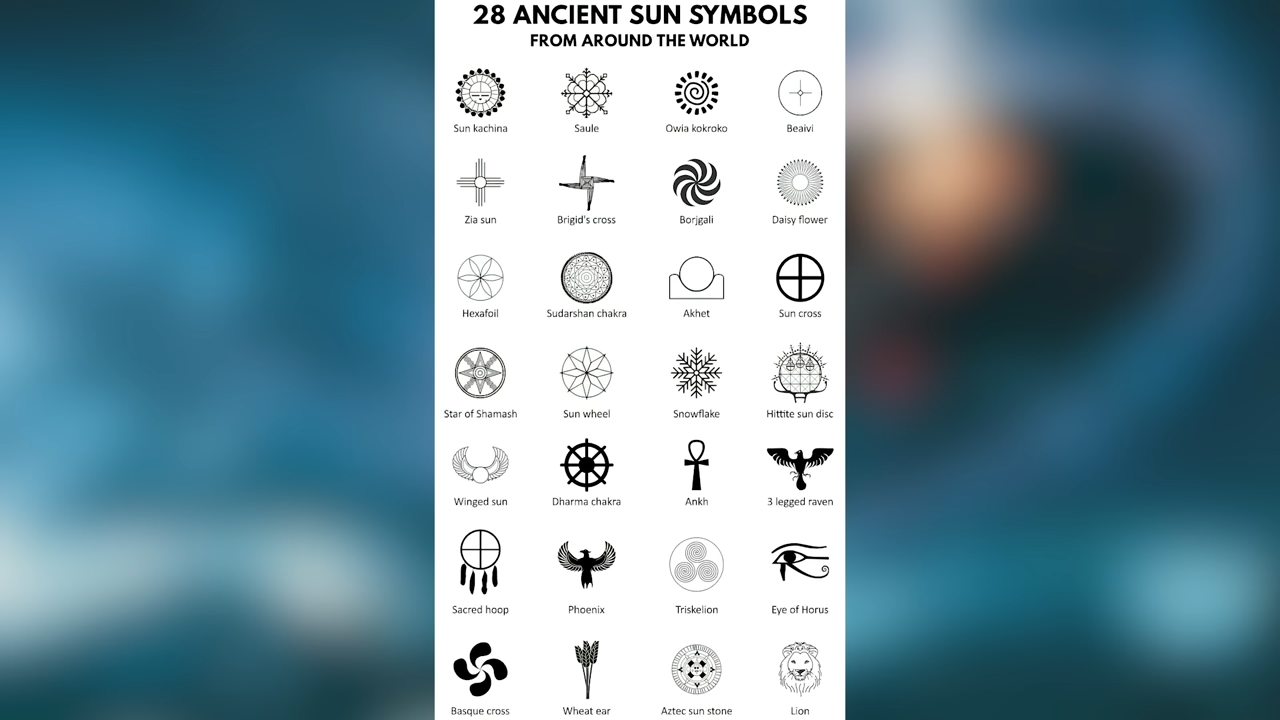 28 ANCIENT SUN SYMBOLS
FROM AROUND THE WORLD
Sun kachina
Saule
Owia kokroko
Beaivi
Zia sun
Brigid's cross
Borjgali
Daisy flower
Hexafoil
Sudarshan chakra
Akhet
Sun cross
Star of Shamash
Sun wheel
Snowflake
Hittite sun disc
Winged sun
Dharma chakra
Ankh
3 legged raven
Sacred hoop
Phoenix
Triskelion
Eye of Horus
Basque cross
Wheat ear
Aztec sun stone
Lion